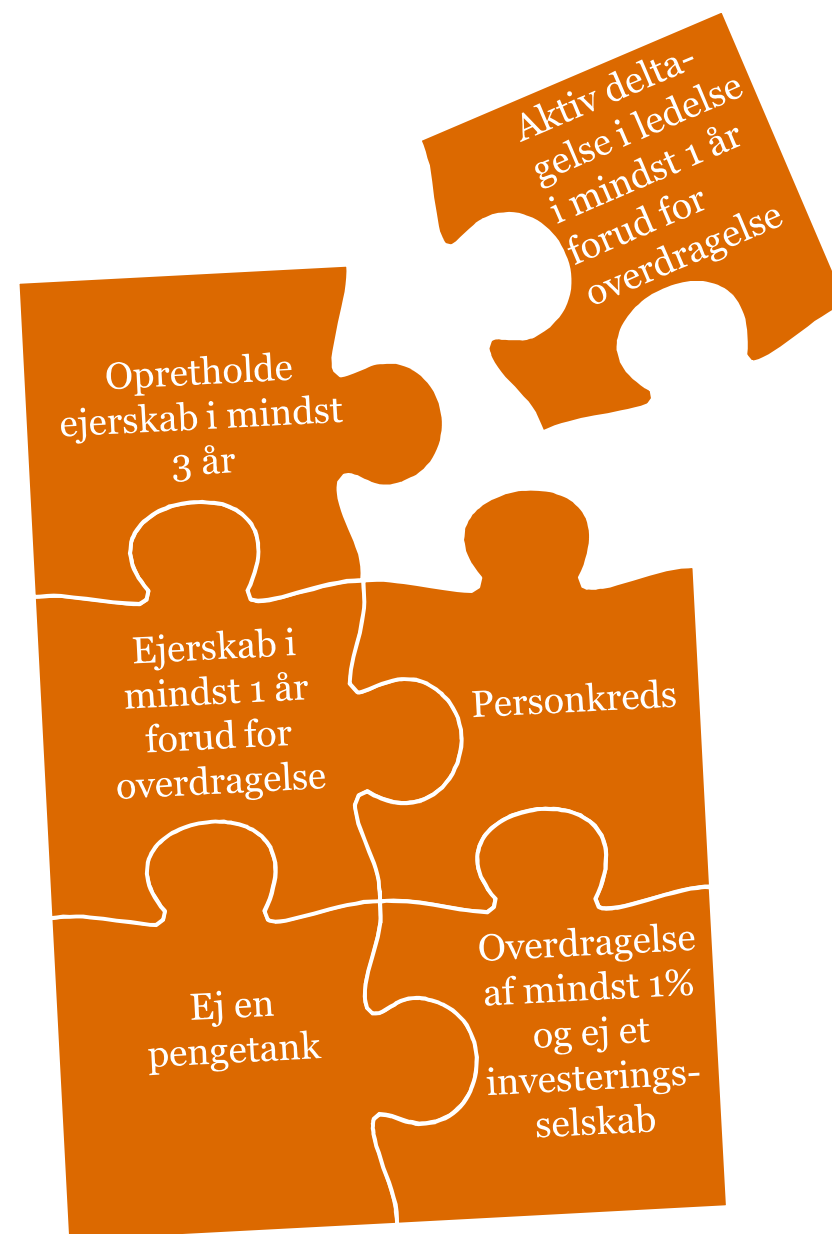 Aktiv delta-
gelse i ledelse
i mindst 1 år
forud for
overdragelse
Opretholde
ejerskab i mindst
3 år
Ejerskab i
mindst 1 år
forud for
overdragelse
Personkreds
Ej en
pengetank
Overdragelse
af mindst 1%
og ej et
investerings-
selskab